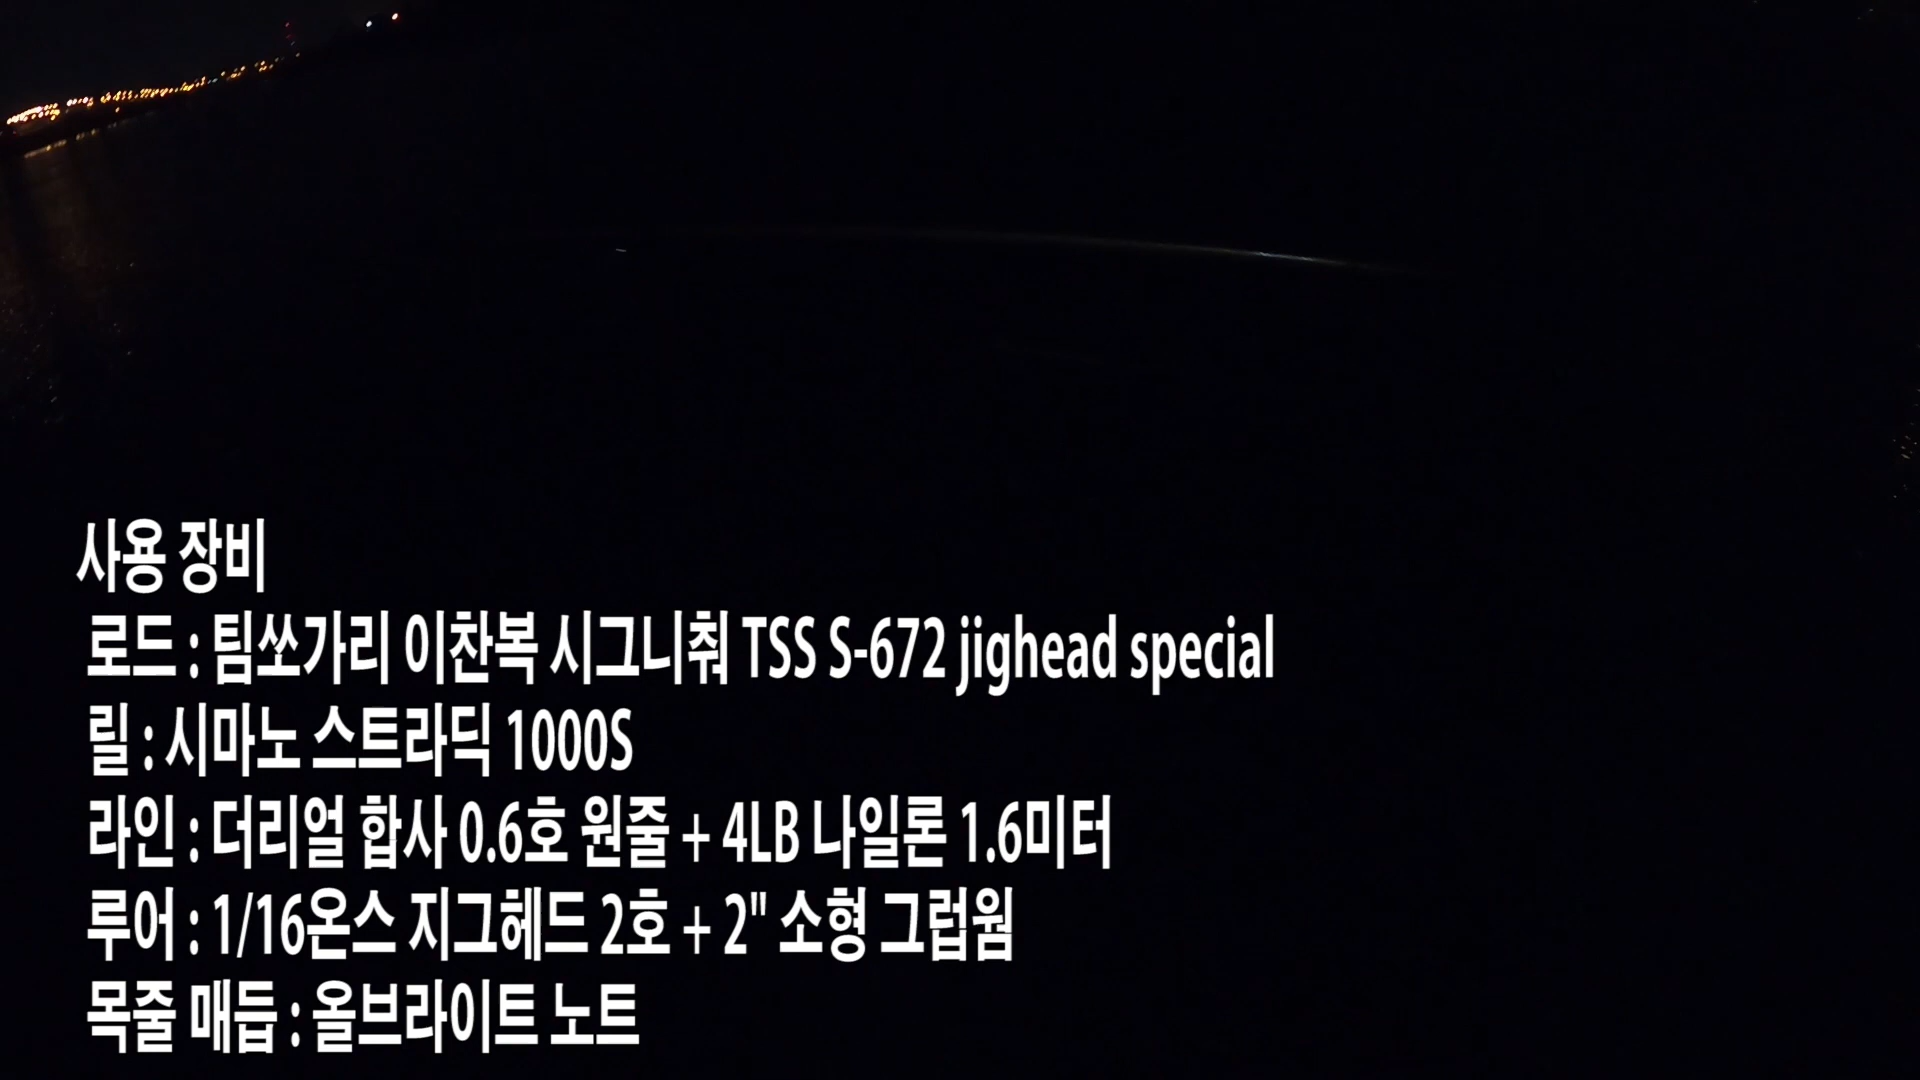 사용 장비
로드 : 팀쏘가리 이찬복 시그니춰 TSS S-672 jighead special
릴 : 시마노 스트라딕 1000S
라인 : 더리얼 합사 0.6호 원줄 + 4LB 나일론 1.6미터
루어 : 1/16온스 지그헤드 2호 + 2" 소형 그럽웜
목줄 매듭 : 올브라이트 노트